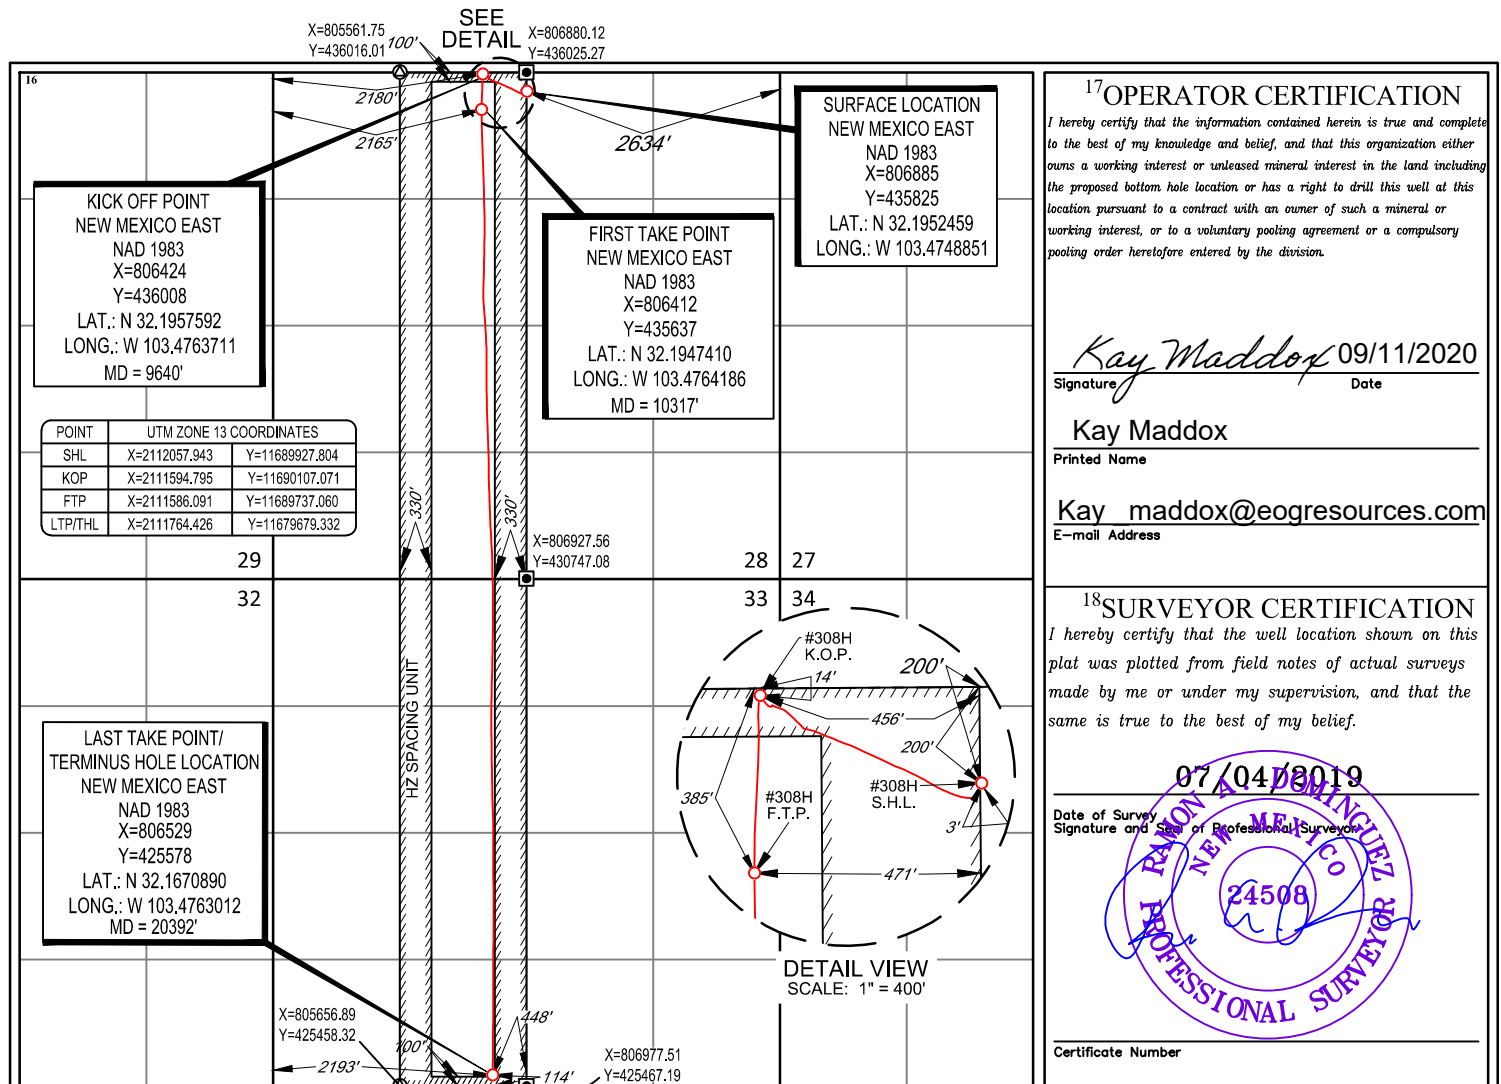 X=805561.75
Y=436016.01
100'
SEE
DETAIL
X=806880.12
Y=436025.27
16
2180'
2165'
2634'
SURFACE LOCATION
NEW MEXICO EAST
NAD 1983
X=806885
Y=435825
LAT.: N 32.1952459
LONG.: W 103.4748851
KICK OFF POINT
NEW MEXICO EAST
NAD 1983
X=806424
Y=436008
LAT.: N 32.1957592
LONG.: W 103.4763711
MD = 9640'
FIRST TAKE POINT
NEW MEXICO EAST
NAD 1983
X=806412
Y=435637
LAT.: N 32.1947410
LONG.: W 103.4764186
MD = 10317'
POINT UTM ZONE 13 COORDINATES
SHL X=2112057.943 Y=11689927.804
KOP X=2111594.795 Y=11690107.071
FTP X=2111586.091 Y=11689737.060
LTP/THL X=2111764.426 Y=11679679.332
330'
330'
X=806927.56
Y=430747.08
29
28 27
32
33 34
HZ SPACING UNIT
#308H
K.O.P.
14'
200'
456'
200'
385'
#308H
F.T.P.
#308H
S.H.L.
3'
471'
DETAIL VIEW
SCALE: 1" = 400'
LAST TAKE POINT/
TERMINUS HOLE LOCATION
NEW MEXICO EAST
NAD 1983
X=806529
Y=425578
LAT.: N 32.1670890
LONG.: W 103.4763012
MD = 20392'
X=805656.89
Y=425458.32
100'
448'
2193'
114'
X=806977.51
Y=425467.19
17OPERATOR CERTIFICATION
I hereby certify that the information contained herein is true and complete
to the best of my knowledge and belief, and that this organization either
owns a working interest or unleased mineral interest in the land including
the proposed bottom hole location or has a right to drill this well at this
location pursuant to a contract with an owner of such a mineral or
working interest, or to a voluntary pooling agreement or a compulsory
pooling order heretofore entered by the division.
Kay Maddox 09/11/2020
Signature Date
Kay Maddox
Printed Name
Kay_maddox@eogresources.com
E-mail Address
18SURVEYOR CERTIFICATION
I hereby certify that the well location shown on this
plat was plotted from field notes of actual surveys
made by me or under my supervision, and that the
same is true to the best of my belief.
07/04/2019
Date of Survey
Signature and Seal of Professional Surveyor:
RAMON A. DOMINGUEZ
NEW MEXICO
24508
PROFESSIONAL SURVEYOR
Certificate Number